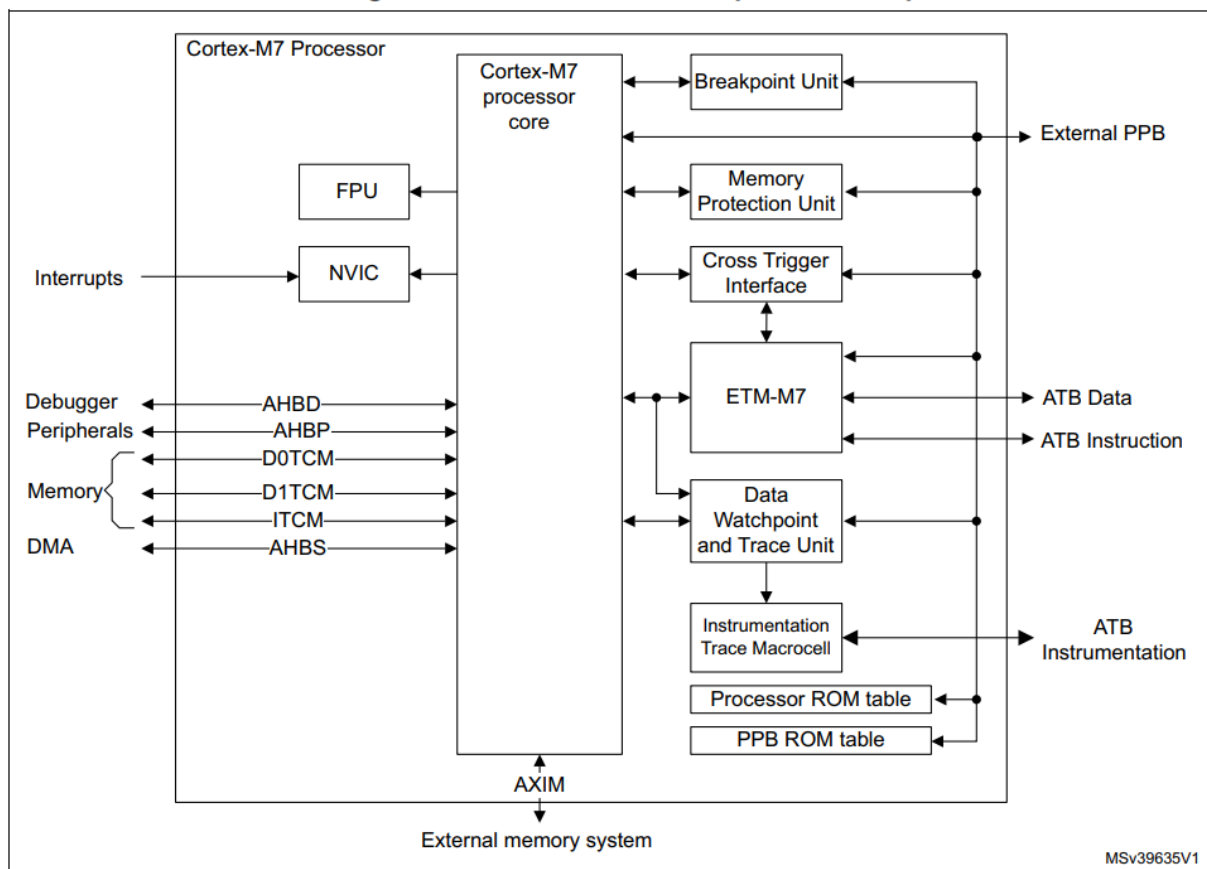 Cortex-M7 Processor
Cortex-M7
processor
core
Breakpoint Unit
External PPB
FPU
Memory
Protection Unit
Interrupts
NVIC
Cross Trigger
Interface
Debugger
AHBD
ETM-M7
ATB Data
Peripherals
AHBP
ATB Instruction
Memory
D0TCM
D1TCM
ITCM
Data
Watchpoint
and Trace Unit
DMA
AHBS
Instrumentation
Trace Macrocell
ATB
Instrumentation
Processor ROM table
PPB ROM table
AXIM
External memory system
MSv39635V1